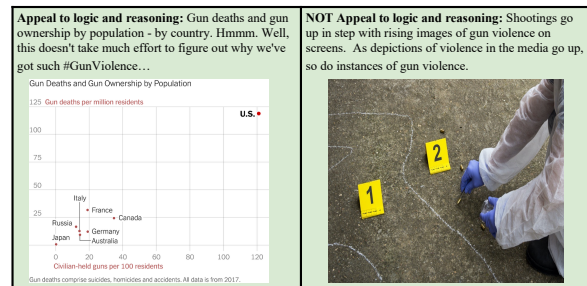 Appeal to logic and reasoning: Gun deaths and gun
ownership by population - by country. Hmmm. Well,
this doesn't take much effort to figure out why we've
got such #GunViolence…
Gun Deaths and Gun Ownership by Population
125 Gun deaths per million residents
U.S.
100
75
50
Italy
France
25
Canada
Russia
Germany
Japan
Australia
0 20 40 60 80 100 120
Civilian-held guns per 100 residents
Gun deaths comprise suicides, homicides and accidents. All data is from 2017.
NOT Appeal to logic and reasoning: Shootings go
up in step with rising images of gun violence on
screens. As depictions of violence in the media go up,
so do instances of gun violence.
2
1